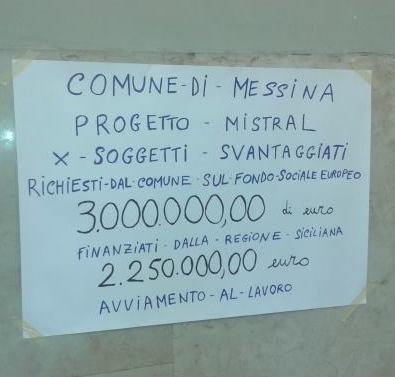 COMUNE-DI-MESSINA
PROGETTO-MISTRAL
X-SOGGETTI-SVANTAGGIATI
RICHIESTI-DAL-COMUNE-SUL-FONDO-SOCIALE EUROPEO
3.000.000,00 di euro
FINANZIATI-DALLA-REGIONE-SICILIANA
2.250.000,00 euro
AVVIAMENTO-AL-LAVORO